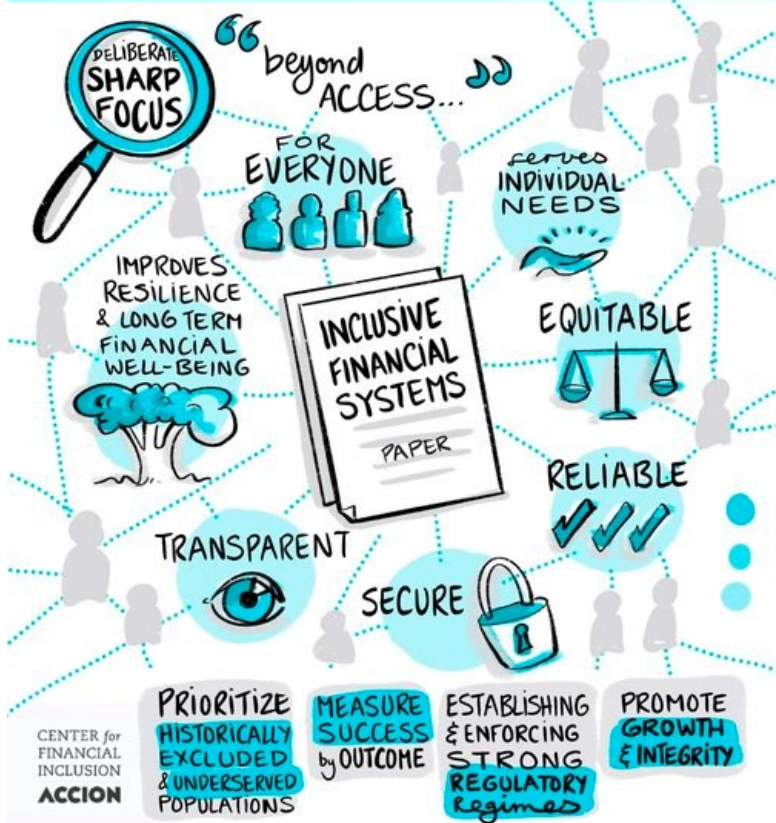 DELIBERATE
SHARP
FOCUS
“beyond
ACCESS...”
FOR
EVERYONE
serves
INDIVIDUAL
NEEDS
IMPROVES
RESILIENCE
& LONG TERM
FINANCIAL
WELL-BEING
INCLUSIVE
FINANCIAL
SYSTEMS
PAPER
EQUITABLE
RELIABLE
TRANSPARENT
SECURE
CENTER for
FINANCIAL
INCLUSION
ACCION
PRIORITIZE
HISTORICALLY
EXCLUDED
& UNDERSERVED
POPULATIONS
MEASURE
SUCCESS
by OUTCOME
ESTABLISHING
& ENFORCING
STRONG
REGULATORY
Regimes
PROMOTE
GROWTH
& INTEGRITY